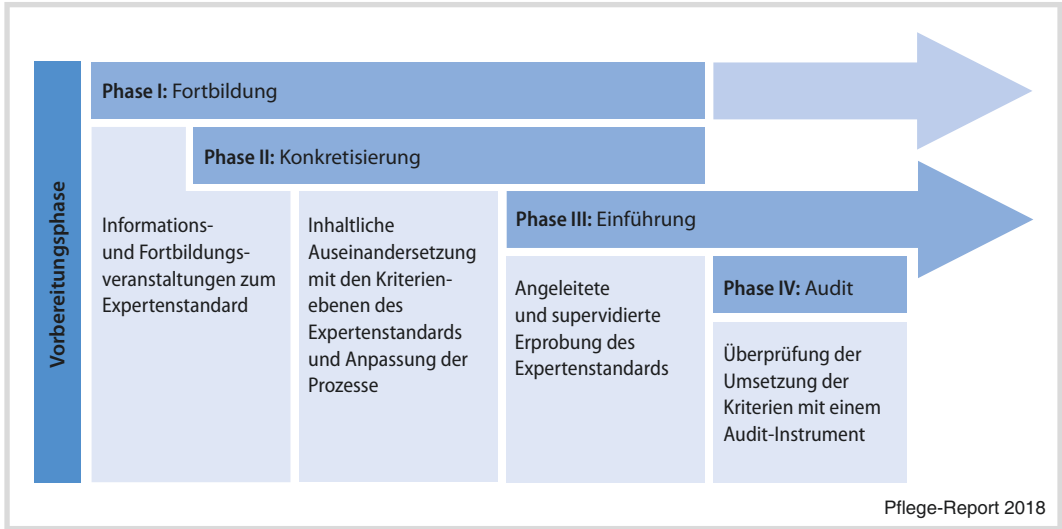 Vorbereitungsphase
Phase I: Fortbildung
Phase II: Konkretisierung
Informations-
und Fortbildungs-
veranstaltungen zum
Expertenstandard
Inhaltliche
Auseinandersetzung
mit den Kriterien-
ebenen des
Expertenstandards
und Anpassung der
Prozesse
Phase III: Einführung
Angeleitete
und supervidierte
Erprobung des
Expertenstandards
Phase IV: Audit
Überprüfung der
Umsetzung der
Kriterien mit einem
Audit-Instrument
Pflege-Report 2018